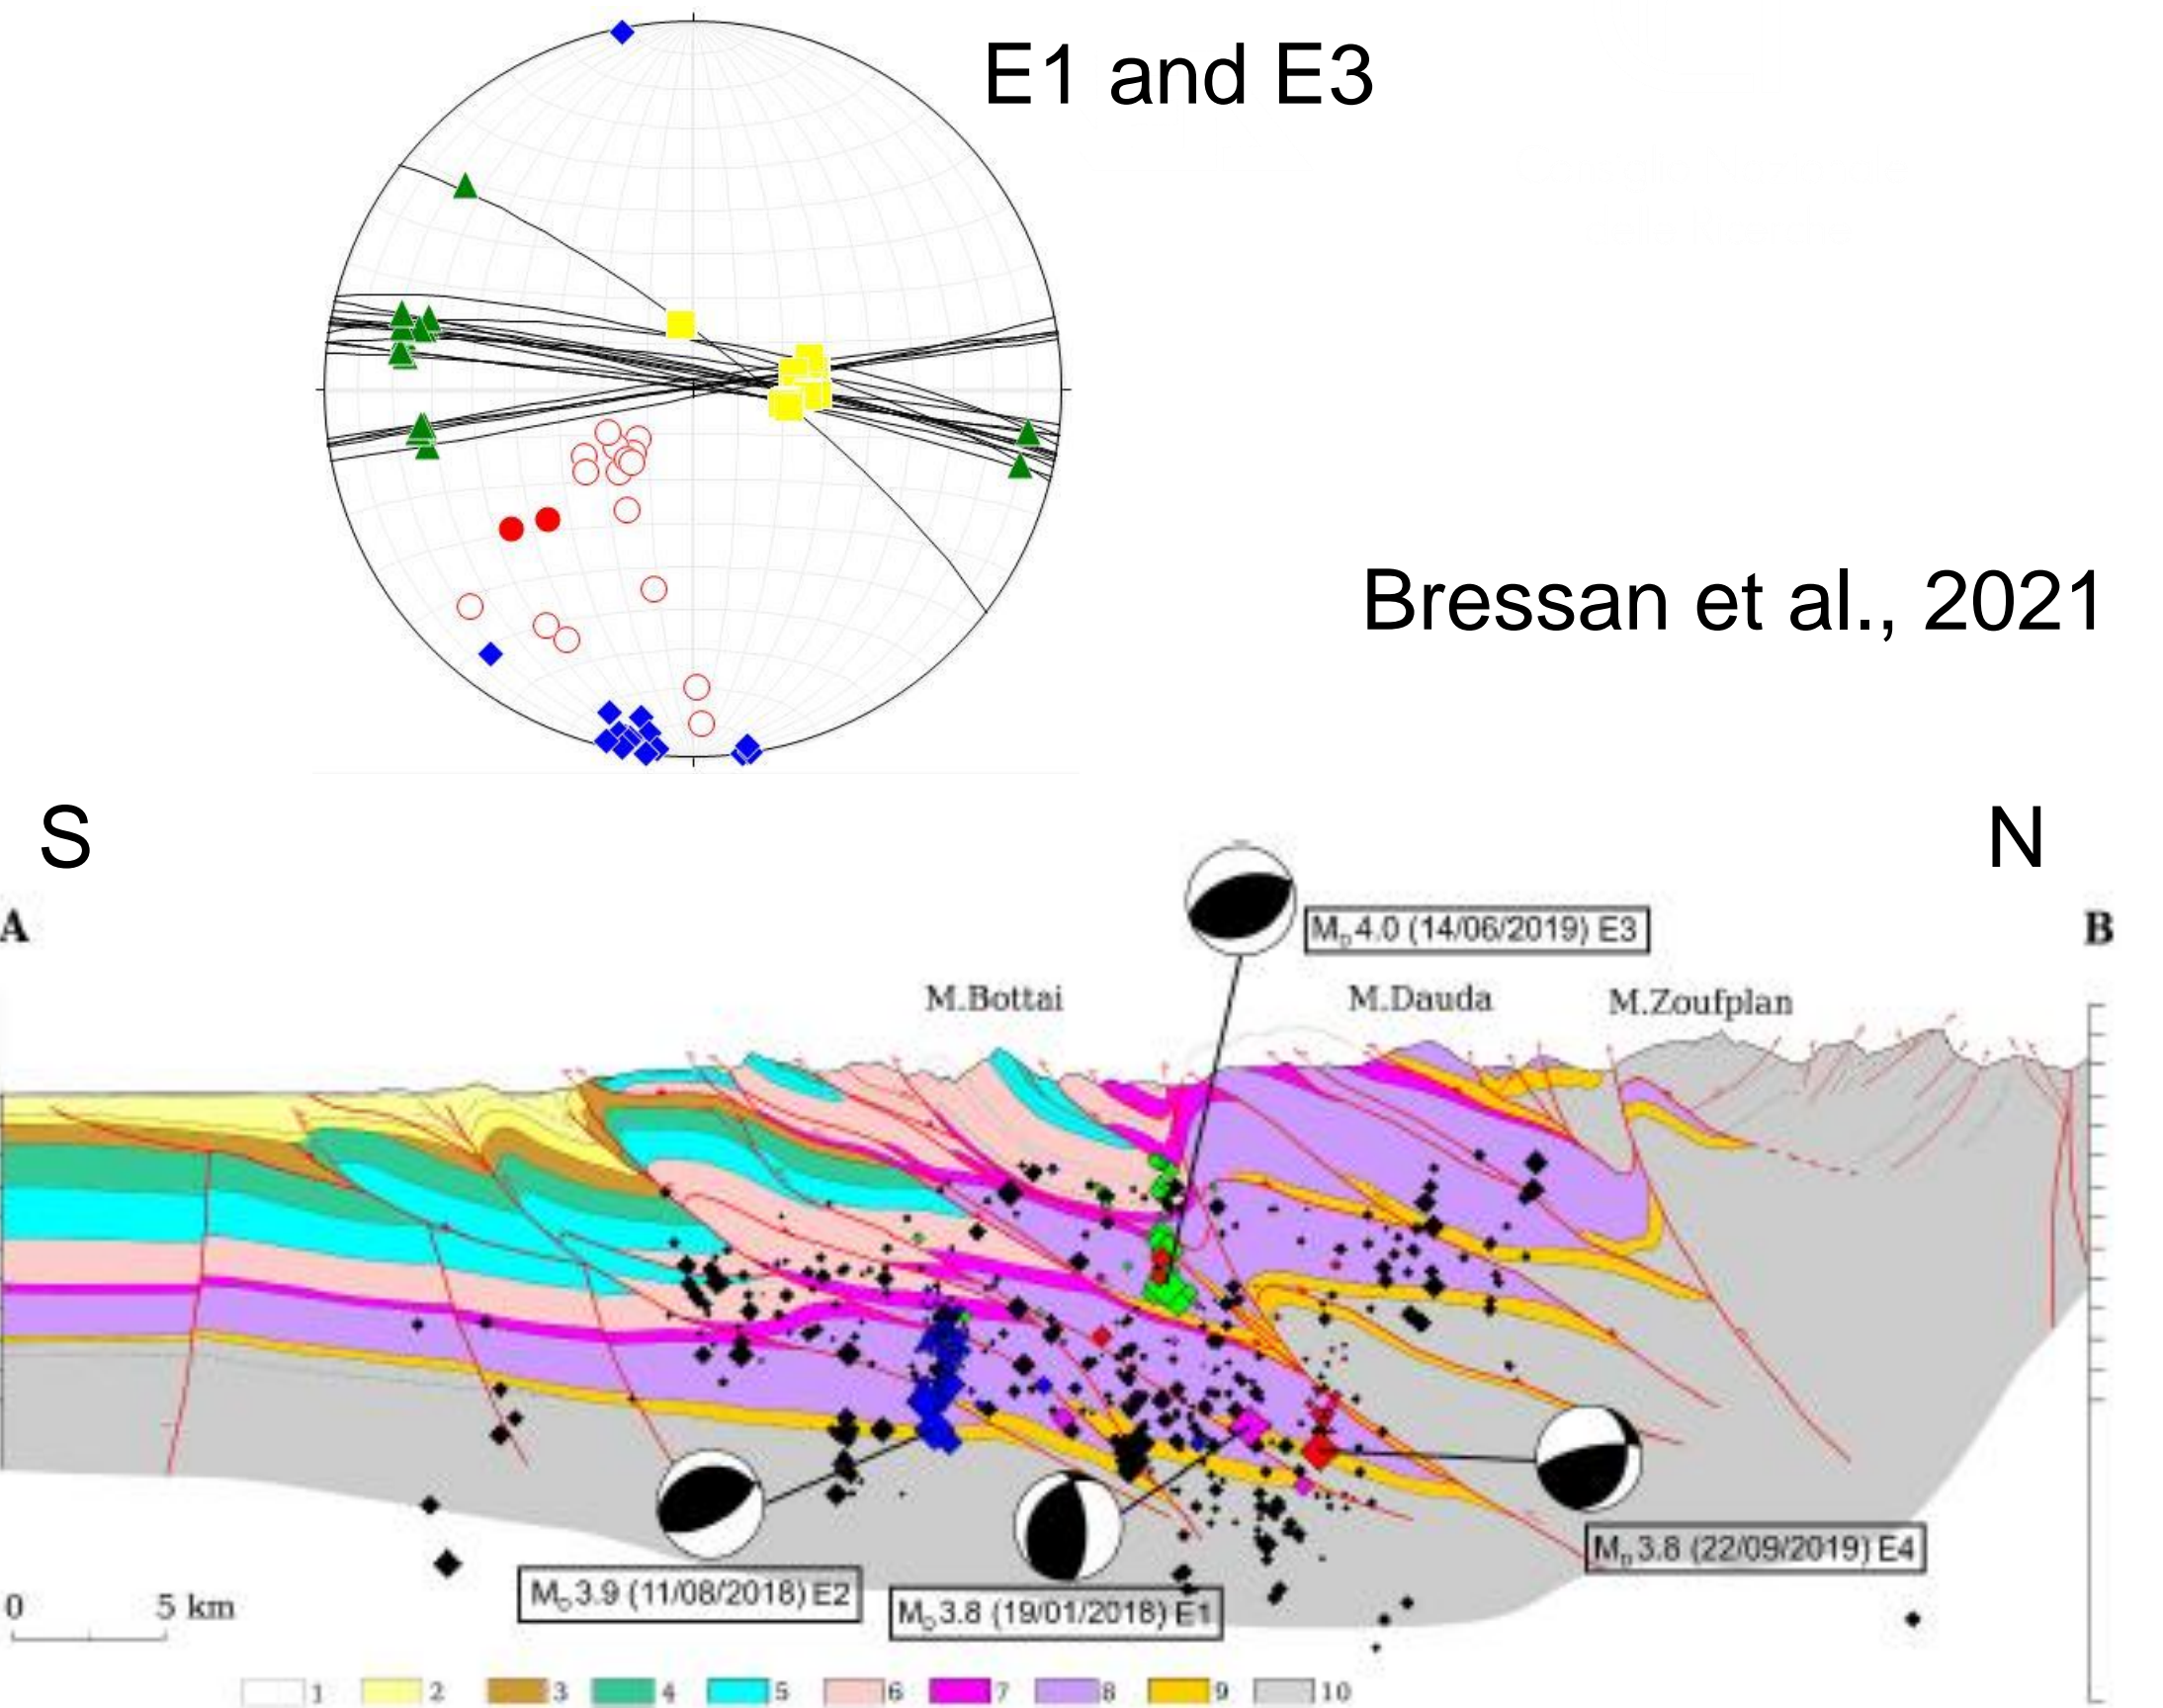 E1 and E3
Bressan et al., 2021
S
N
A
B
M_D 4.0 (14/06/2019) E3
M.Bottai
M.Dauda
M.Zoufplan
M_D 3.8 (22/09/2019) E4
M_D 3.9 (11/08/2018) E2
M_D 3.8 (19/01/2018) E1
0 5 km
1 2 3 4 5 6 7 8 9 10